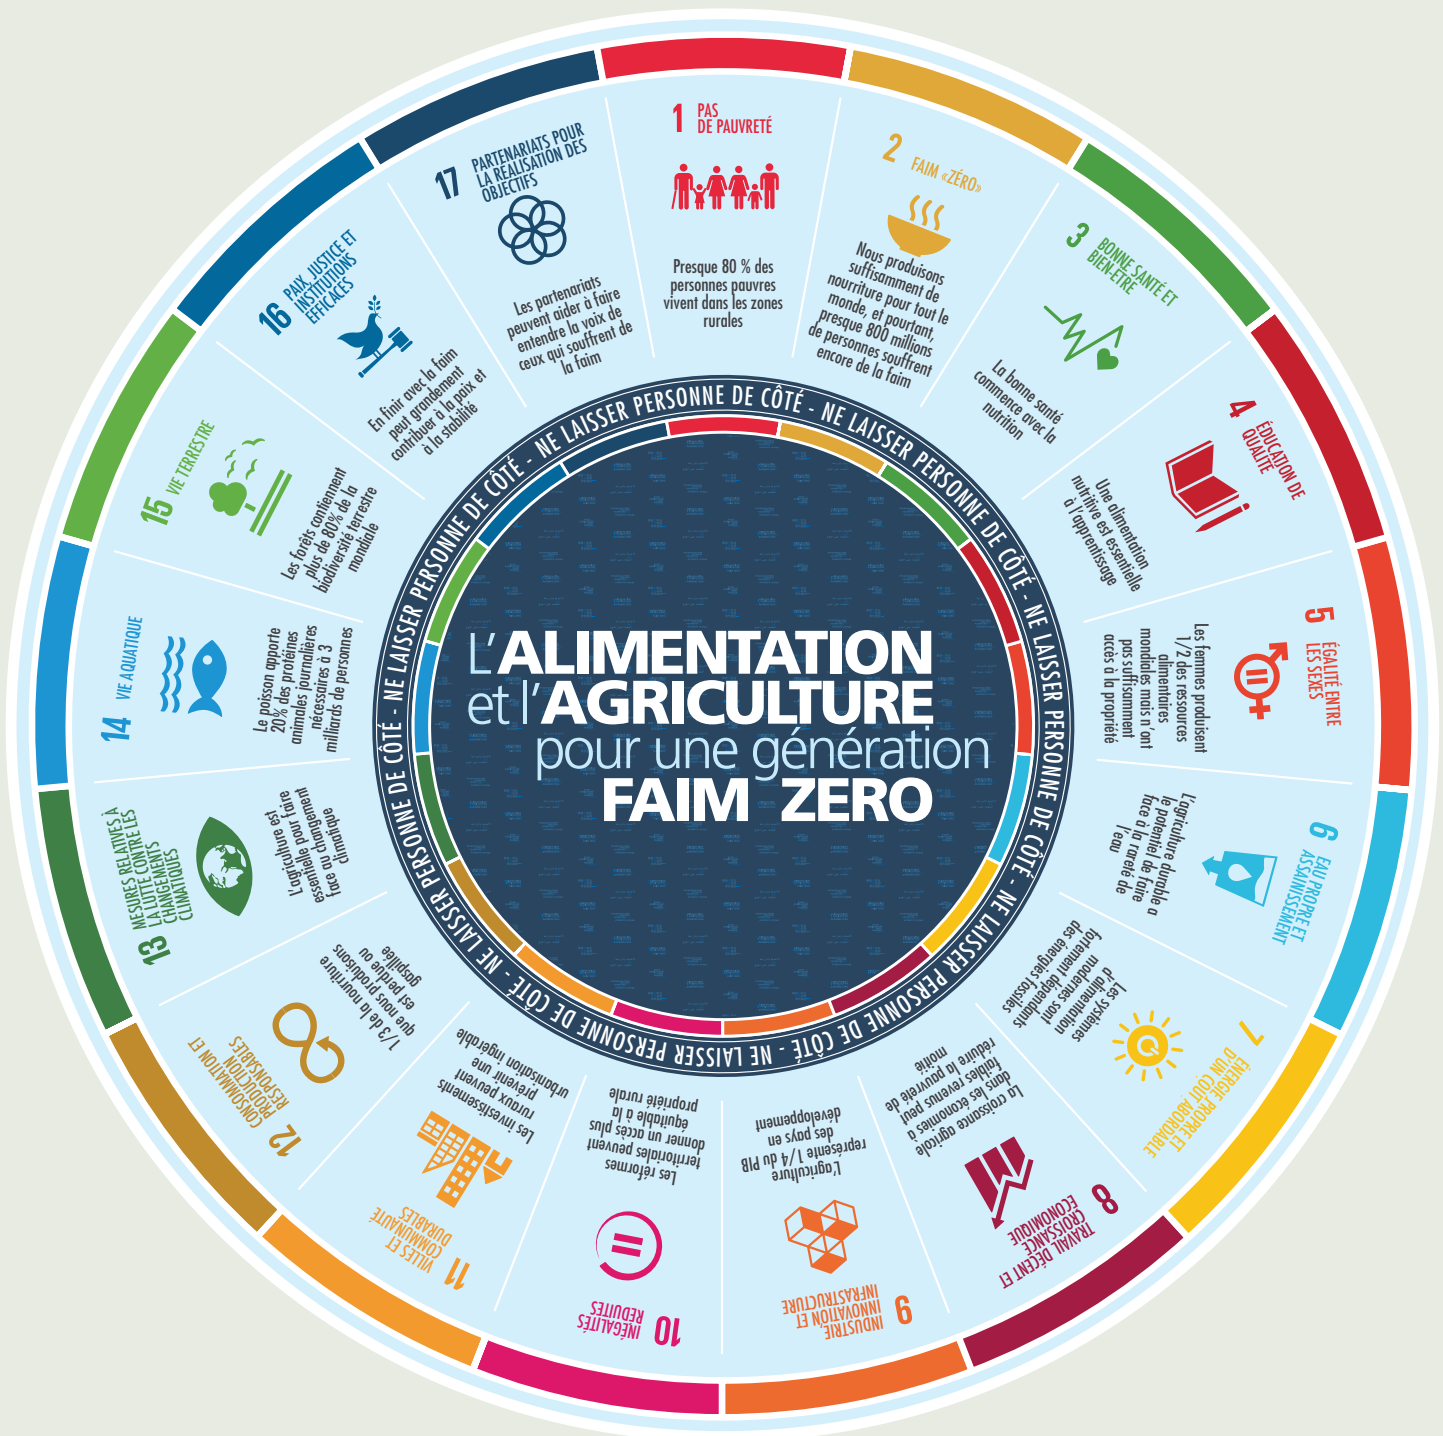 1 PAS
DE PAUVRETÉ
Presque 80 % des
personnes pauvres
vivent dans les zones
rurales
2 FAIM «ZÉRO»
Nous produisons
suffisamment de
nourriture pour tout le
monde, et pourtant,
presque 800 millions
de personnes souffrent
encore de la faim
3 BONNE SANTÉ ET
BIEN-ÊTRE
La bonne santé
commence avec la
nutrition
4 ÉDUCATION DE
QUALITÉ
Une alimentation
nutritive est essentielle
à l'apprentissage
5 ÉGALITÉ ENTRE
LES SEXES
Les femmes produisent
1/2 des ressources
alimentaires
mondiales mais n'ont
pas suffisamment
accès à la propriété
6 EAU PROPRE ET
ASSAINISSEMENT
L'agriculture durable a
le potentiel de faire
face à la rareté de
l'eau
7 ÉNERGIE PROPRE ET
D'UN COÛT ABORDABLE
Les systèmes
d'alimentation
modernes sont
fortement dépendants
des énergies fossiles
8 TRAVAIL DÉCENT ET
CROISSANCE
ÉCONOMIQUE
La croissance agricole
dans les économies à
faibles revenus peut
réduire la pauvreté de
moitié
9 INDUSTRIE
INNOVATION ET
INFRASTRUCTURE
L'agriculture
représente 1/4 du PIB
des pays en
développement
10 INÉGALITÉS
RÉDUITES
Les réformes
territoriales peuvent
donner un accès plus
équitable à la
propriété rurale
11 VILLES ET
COMMUNAUTÉ
DURABLES
Les investissements
ruraux peuvent
prévenir une
urbanisation ingérable
12 CONSOMMATION ET
PRODUCTION
RESPONSABLES
1/3 de la nourriture
que nous produisons
est perdue ou
gaspillée
13 MESURES RELATIVES À
LA LUTTE CONTRE LES
CHANGEMENTS
CLIMATIQUES
L'agriculture est
essentielle pour faire
face au changement
climatique
14 VIE AQUATIQUE
Le poisson apporte
20% des protéines
animales journalières
nécessaires à 3
milliards de personnes
15 VIE TERRESTRE
Les forêts contiennent
plus de 80% de la
biodiversité terrestre
mondiale
16 PAIX, JUSTICE ET
INSTITUTIONS
EFFICACES
En finir avec la faim
peut grandement
contribuer à la paix et
à la stabilité
17 PARTENARIATS POUR
LA RÉALISATION DES
OBJECTIFS
Les partenariats
peuvent aider à faire
entendre la voix de
ceux qui souffrent de
la faim
NE LAISSER PERSONNE DE CÔTÉ - NE LAISSER PERSONNE DE CÔTÉ - NE LAISSER PERSONNE DE CÔTÉ - NE LAISSER PERSONNE DE CÔTÉ - NE LAISSER PERSONNE DE CÔTÉ - NE LAISSER PERSONNE DE CÔTÉ - NE LAISSER PERSONNE DE CÔTÉ -
L'ALIMENTATION
et l'AGRICULTURE
pour une génération
FAIM ZERO